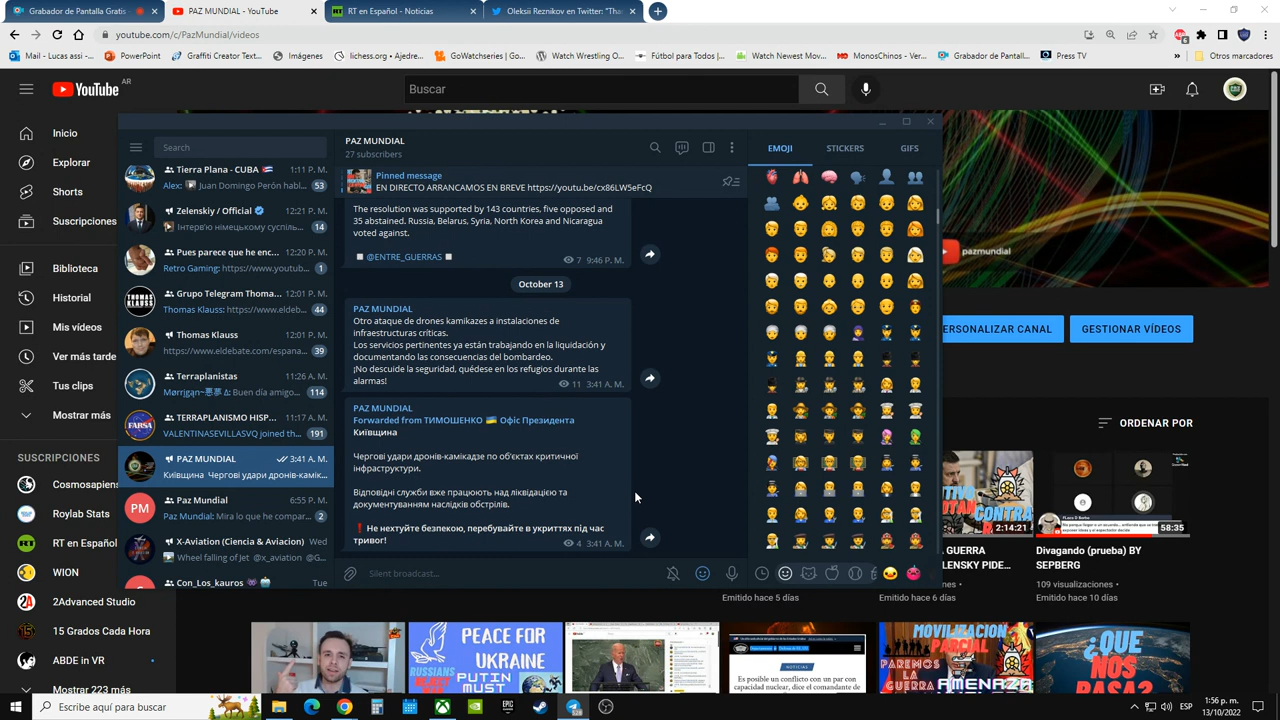 Grabador de Pantalla Gratis -
PAZ MUNDIAL - YouTube
RT en Español - Noticias
Oleksii Reznikov en Twitter: "Tha
youtube.com/c/PazMundial/videos
Mail - Lucas assi -...
PowerPoint
Graffiti Creator Text...
Imágenes
lichess.org • Ajedre...
GoWatchseries | Go...
Watch Wrestling O...
Fútbol para Todos |...
Watch Newest Mov...
MonosChinos - Ver...
Grabador de Pantall...
Press TV
»
Otros marcadores
YouTube AR
Buscar
Inicio
Explorar
Shorts
Suscripciones
Biblioteca
Historial
Mis vídeos
Ver más tarde
Tus clips
Mostrar más
SUSCRIPCIONES
Cosmosapiens
Roylab Stats
RT en Español
WION
2Advanced Studio
15 Grados Cada Hora
ABDE in VR
Mostrar 202 más
Search
Tierra Plana - CUBA 1:11 P. M.
Alex: Juan Domingo Perón habl... 53
Zelenskiy / Official 12:21 P. M.
Інтерв'ю німецькому суспіль... 14
Pues parece que he enc... 12:20 P. M.
Retro Gaming: https://www.youtub... 1
Grupo Telegram Thoma... 12:01 P. M.
THOMAS KLAUSS
Thomas Klauss: https://www.eldeb... 44
Thomas Klauss 12:01 P. M.
https://www.eldebate.com/espana... 39
Terraplanistas 11:26 A. M.
Buen día amigo... 114
TERRAPLANISMO HISP... 11:17 A. M.
FARSA
VALENTINASEVILLASVQ joined th... 191
PAZ MUNDIAL 3:41 A. M.
Київщина Чергові удари дронів-камік...
PM
Paz Mundial 6:55 P. M.
Paz Mundial: Mira lo que he compar... 2
X-Aviation (Ciencia & Aviacion) Wed
Wheel falling of Jet @x_aviation @G...
Con_Los_kauros Tue
PAZ MUNDIAL
27 subscribers
Pinned message
EN DIRECTO ARRANCAMOS EN BREVE https://youtu.be/cx86LW5eFcQ
The resolution was supported by 143 countries, five opposed and
35 abstained. Russia, Belarus, Syria, North Korea and Nicaragua
voted against.
@ENTRE_GUERRAS
7 9:46 P. M.
October 13
PAZ MUNDIAL
Otro ataque de drones kamikazes a instalaciones de
infraestructuras críticas.
Los servicios pertinentes ya están trabajando en la liquidación y
documentando las consecuencias del bombardeo.
¡No descuide la seguridad, quédese en los refugios durante las
alarmas!
11 3:41 A. M.
PAZ MUNDIAL
Forwarded from ТИМОШЕНКО Офіс Президента
Київщина
Чергові удари дронів-камікадзе по об'єктах критичної
інфраструктури.
Відповідні служби вже працюють над ліквідацією та
документуванням наслідків обстрілів.
❗Не нехтуйте безпекою, перебувайте в укриттях під час
тривог!
4 3:41 A. M.
Silent broadcast...
EMOJI
STICKERS
GIFS
pazmundial
PERSONALIZAR CANAL
GESTIONAR VÍDEOS
ORDENAR POR
2:14:21
58:35
GUERRA
ZELENSKY PIDE...
Divagando (prueba) BY
SEPBERG
109 visualizaciones
Emitido hace 5 días
Emitido hace 6 días
Emitido hace 10 días
PEACE FOR
UKRAINE
PUTIN
MUST
NOTICIAS
Es posible un conflicto con un par con
capacidad nuclear, dice el comandante de
MOVILIZACION
PAREMOS
LA
GUERRA
AMENAZA
¿QUE
PASA?
Escribe aquí para buscar
EPIC
ESP
1:56 p. m.
13/10/2022